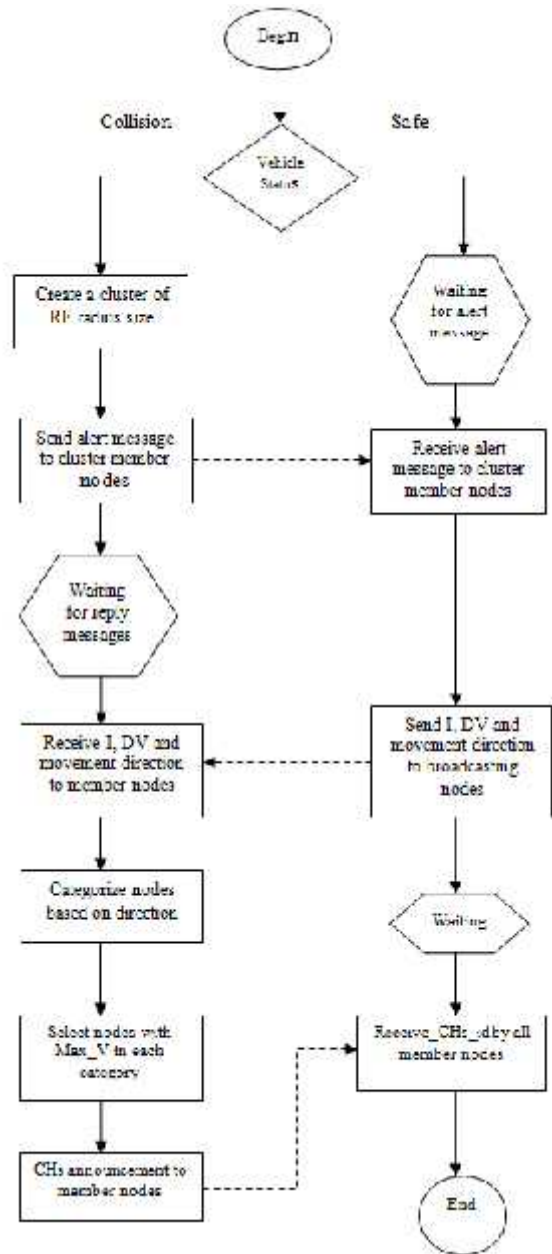 Begin
Collision
Safe
Vehicle
Status
Create a cluster of
RF radius size
Waiting
for alert
message
Send alert message
to cluster member
nodes
Receive alert
message to cluster
member nodes
Waiting
for reply
messages
Receive I, DV and
movement direction
to member nodes
Send I, DV and
movement direction
to broadcasting
nodes
Categorize nodes
based on direction
Waiting
Select nodes with
Max_V in each
category
Receive_CHs_idby all
member nodes
CHs announcement to
member nodes
End